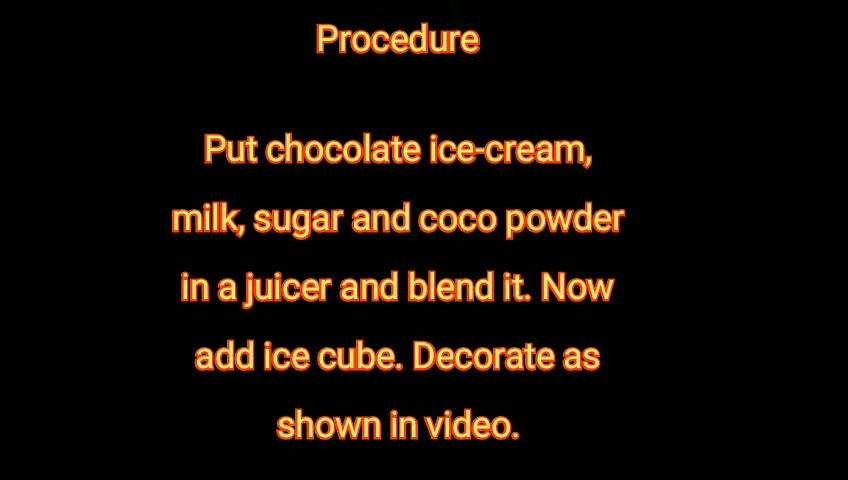 Procedure
Put chocolate ice-cream,
milk, sugar and coco powder
in a juicer and blend it. Now
add ice cube. Decorate as
shown in video.